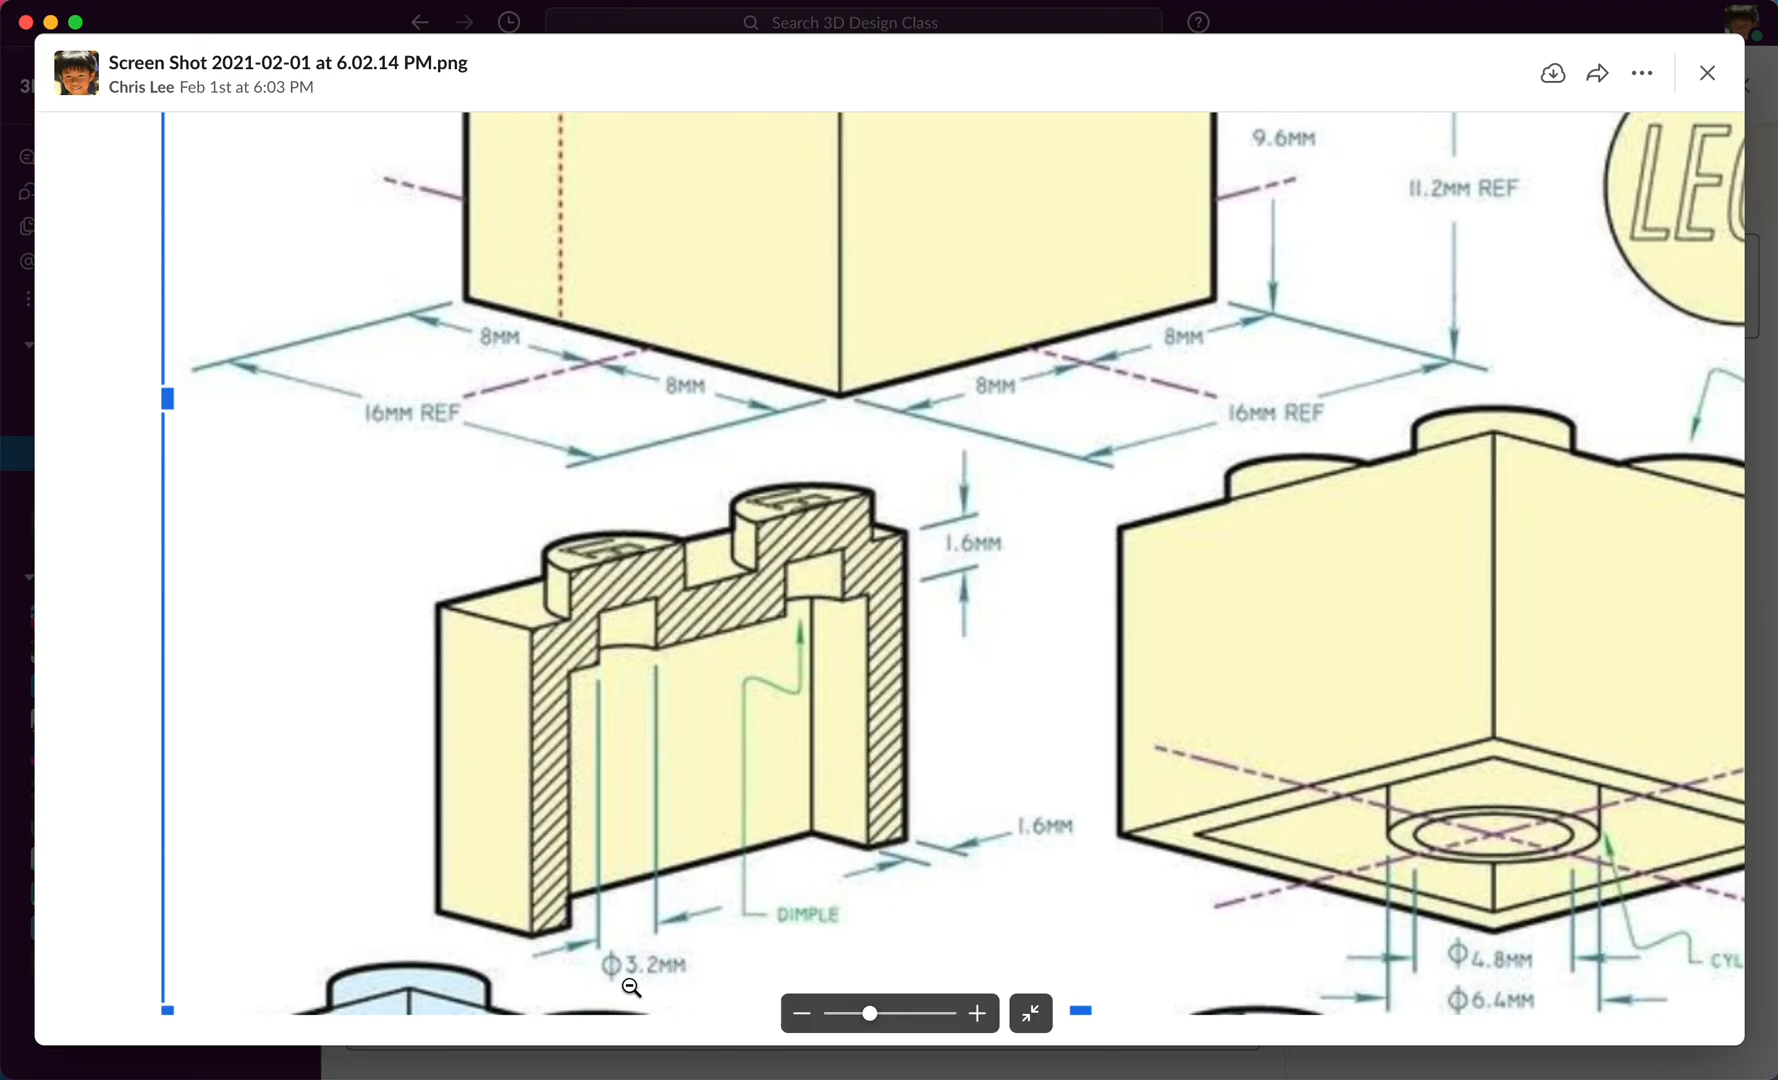 Search 3D Design Class
Screen Shot 2021-02-01 at 6.02.14 PM.png
Chris Lee Feb 1st at 6:03 PM
9.6MM
11.2MM REF
8MM
8MM
8MM
8MM
16MM REF
16MM REF
1.6MM
1.6MM
DIMPLE
Φ3.2MM
Φ4.8MM
Φ6.4MM
CYL